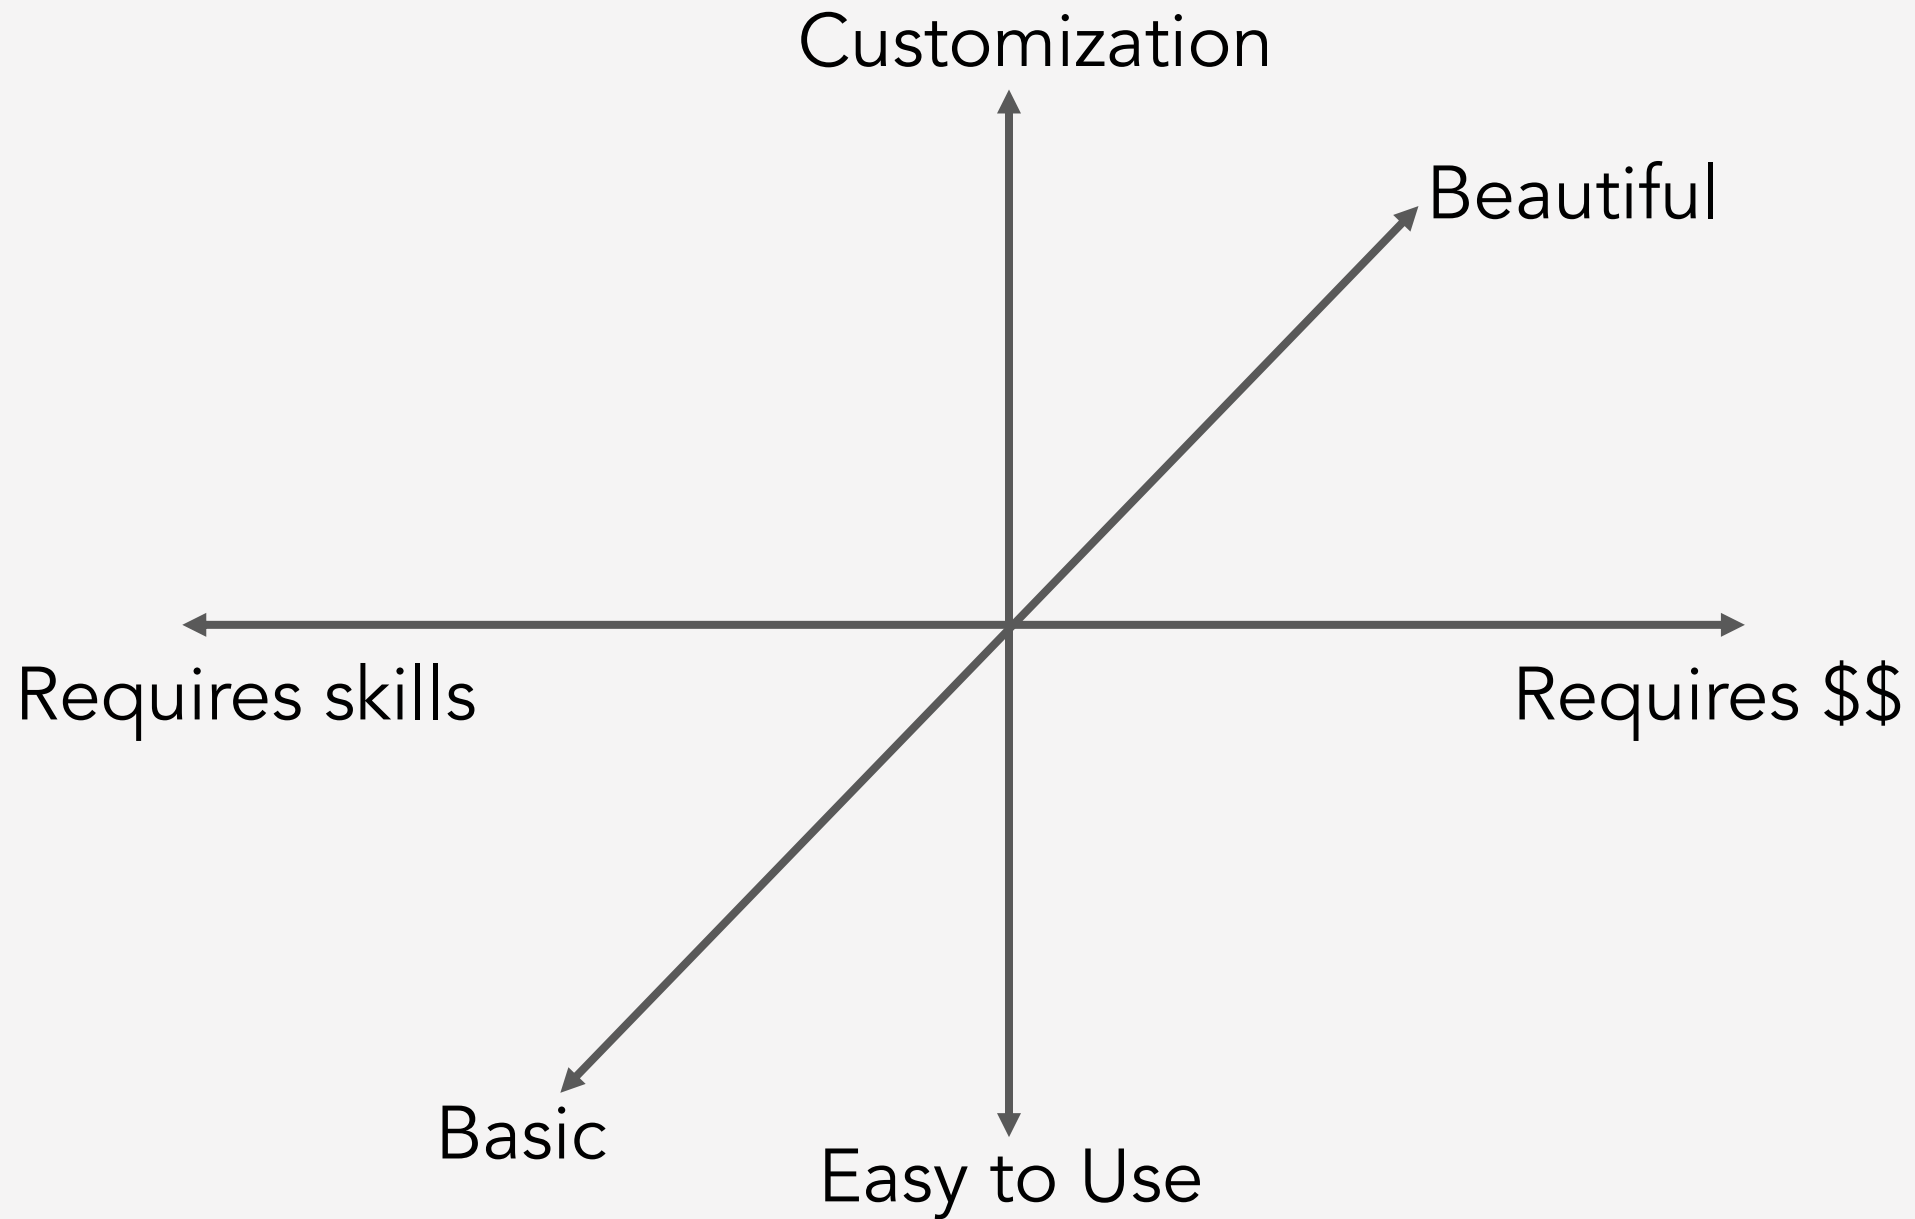 Customization
Beautiful
Requires skills
Requires $$
Basic
Easy to Use